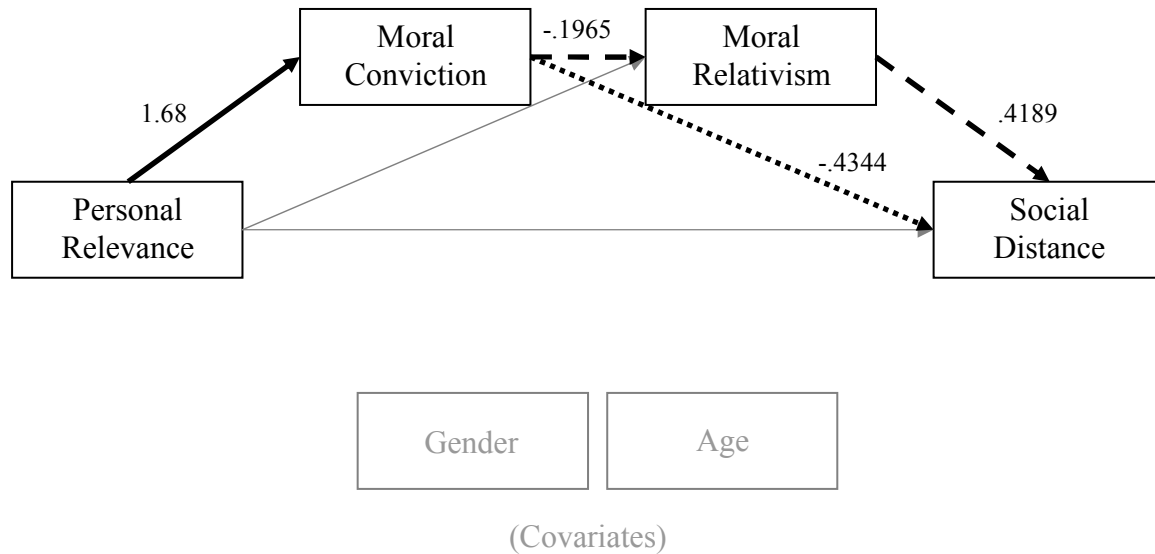 -.1965
Moral
Conviction
Moral
Relativism
1.68
.4189
-.4344
Personal
Relevance
Social
Distance
Gender
Age
(Covariates)